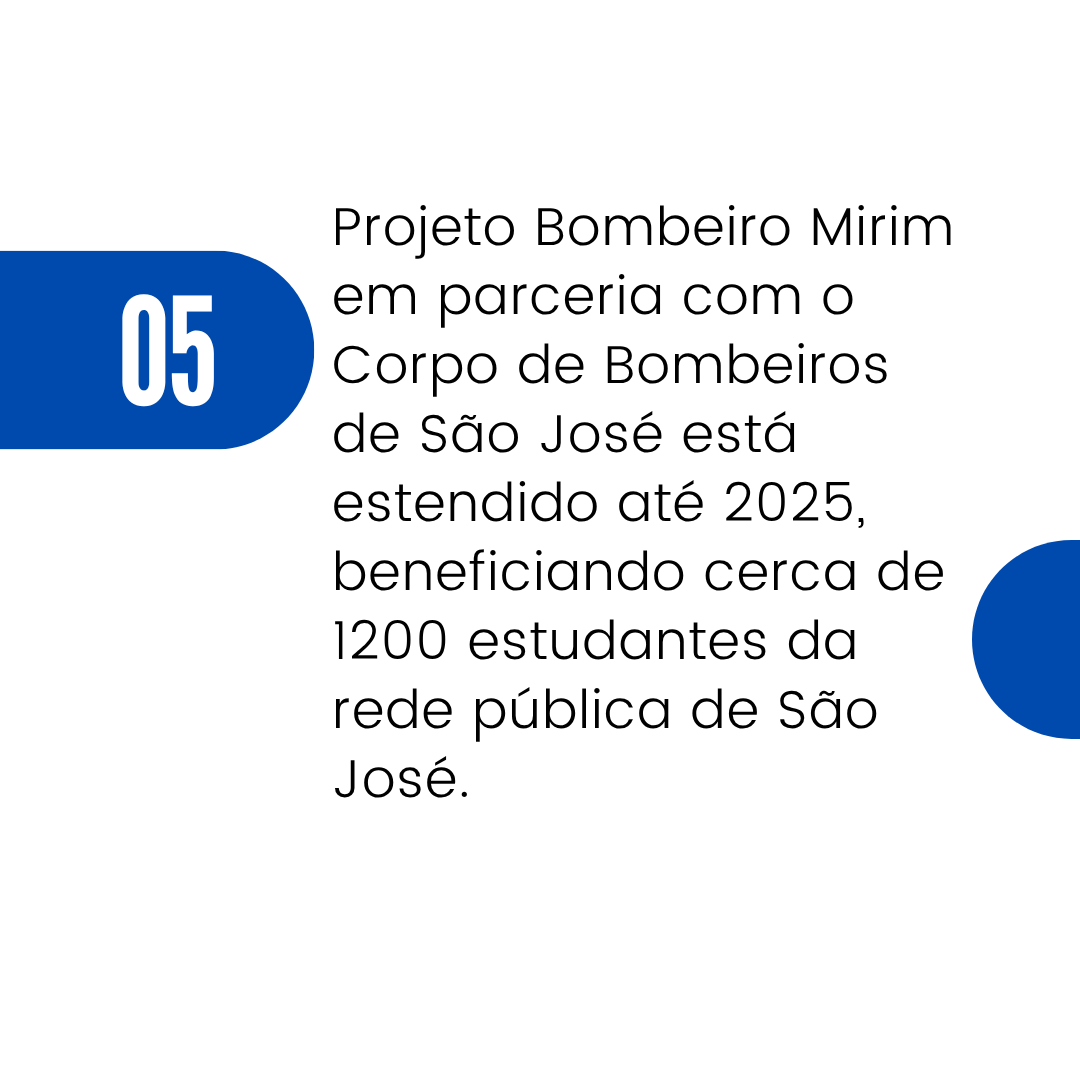 05
Projeto Bombeiro Mirim
em parceria com o
Corpo de Bombeiros
de São José está
estendido até 2025,
beneficiando cerca de
1200 estudantes da
rede pública de São
José.